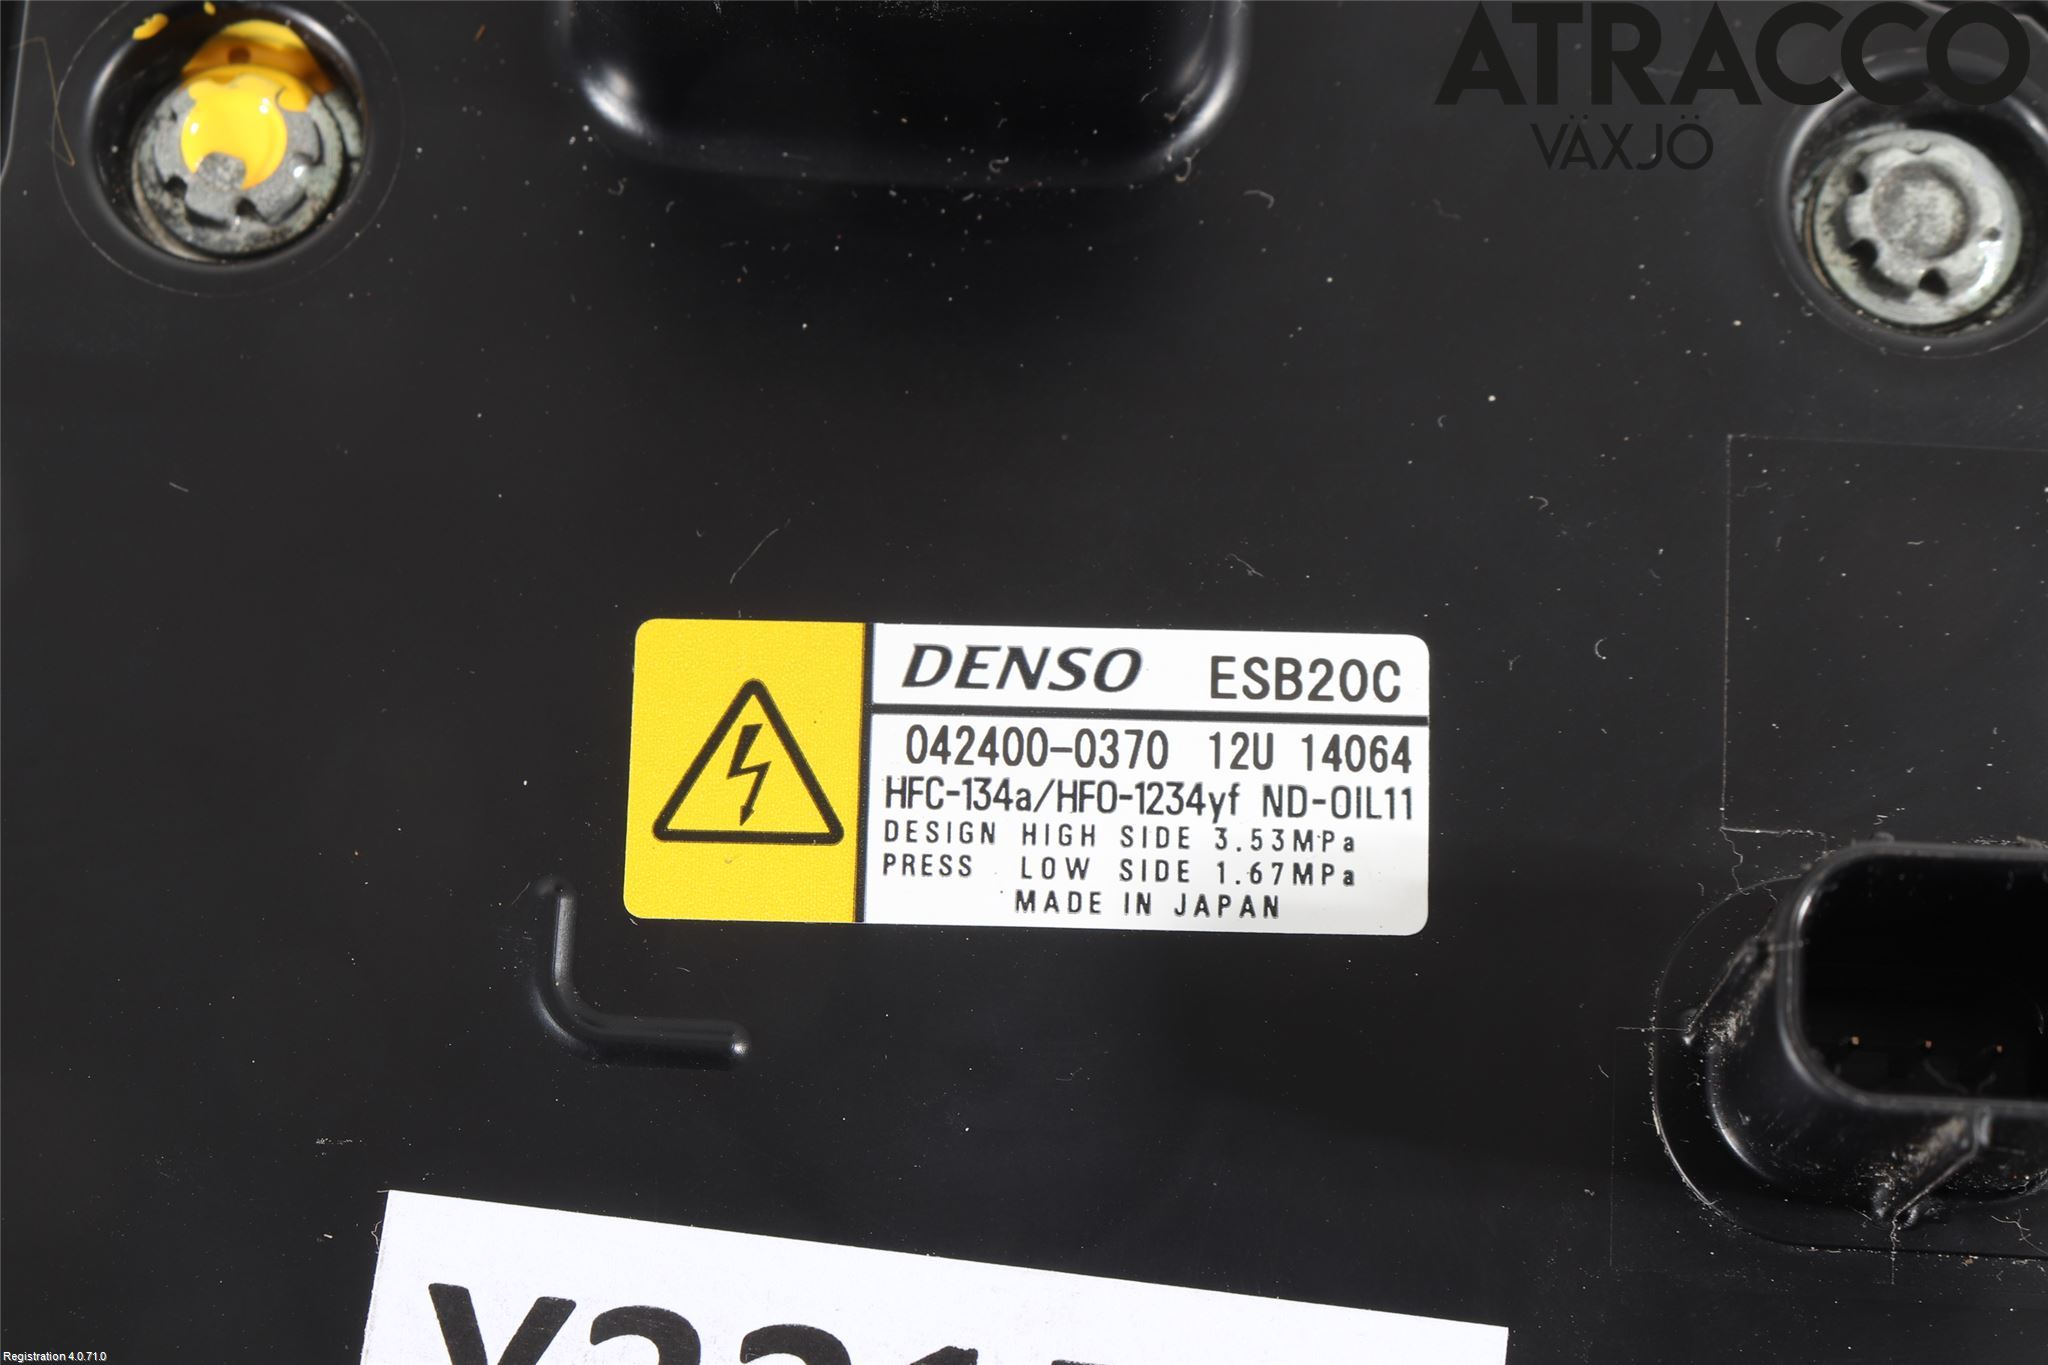 ATRACCO
VÄXJÖ
DENSO ESB20C
042400-0370 12U 14064
HFC-134a/HFO-1234yf ND-OIL11
DESIGN HIGH SIDE 3.53MPa
PRESS LOW SIDE 1.67MPa
MADE IN JAPAN
Registration 4.0.71.0